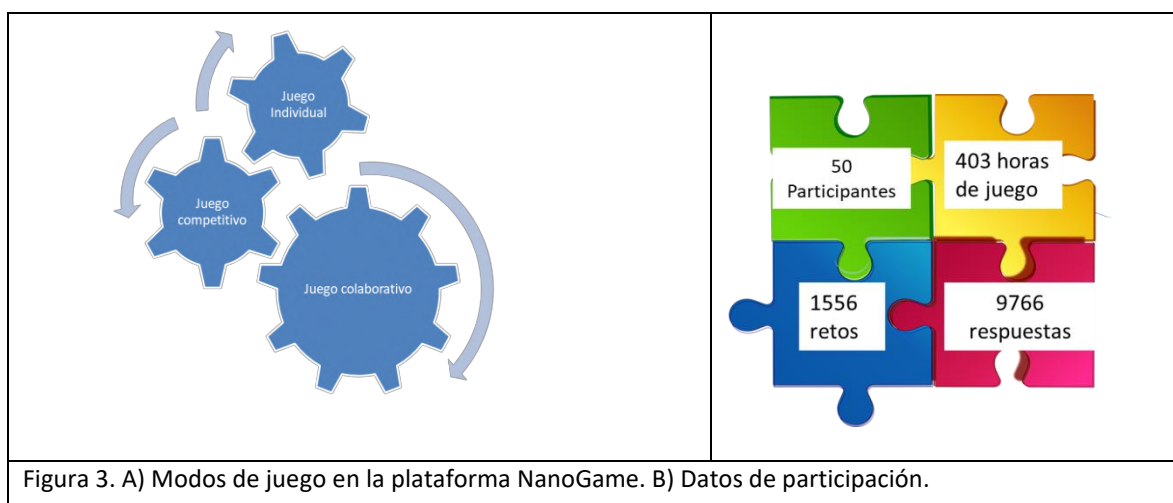 Juego
Individual
Juego
competitivo
Juego colaborativo
50
Participantes
403 horas
de juego
1556
retos
9766
respuestas
Figura 3. A) Modos de juego en la plataforma NanoGame. B) Datos de participación.